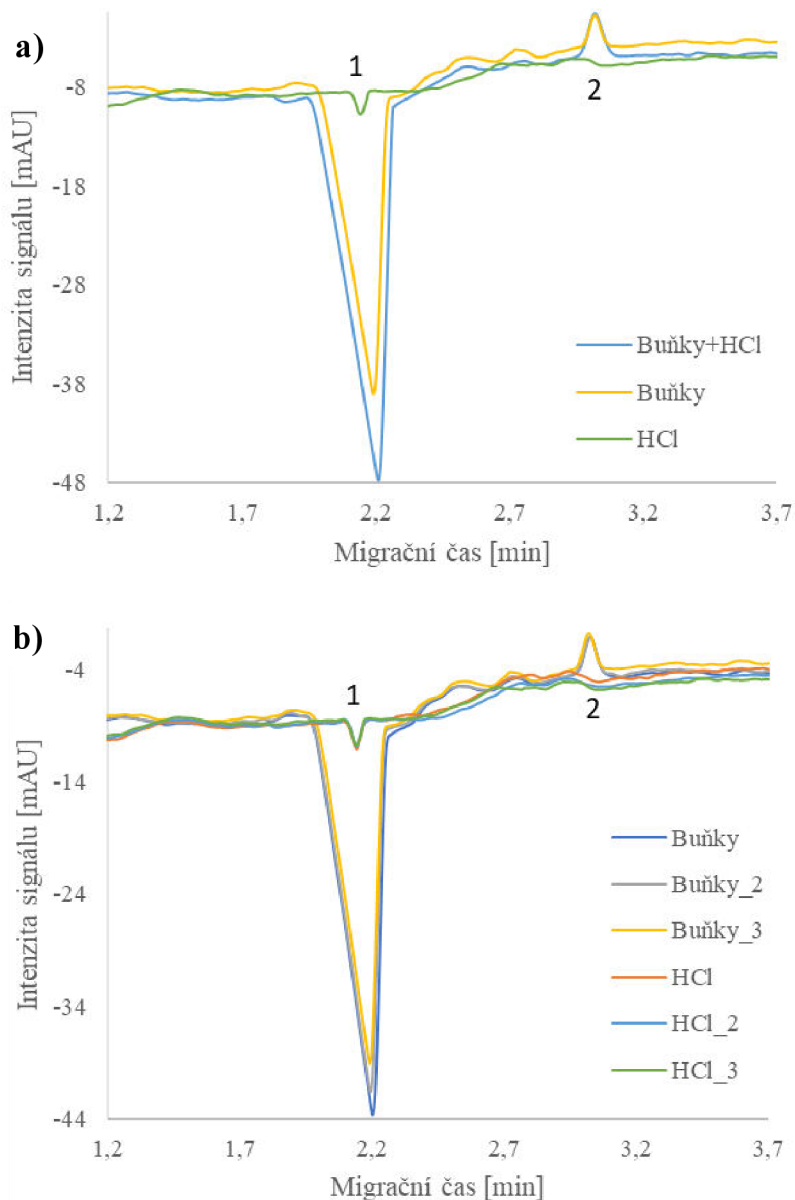 a)
Intenzita signálu [mAU]
-8
-18
-28
-38
-48
1
2
Buňky+HCl
Buňky
HCl
1,2 1,7 2,2 2,7 3,2 3,7
Migrační čas [min]
b)
Intenzita signálu [mAU]
-4
-14
-24
-34
-44
1
2
Buňky
Buňky_2
Buňky_3
HCl
HCl_2
HCl_3
1,2 1,7 2,2 2,7 3,2 3,7
Migrační čas [min]